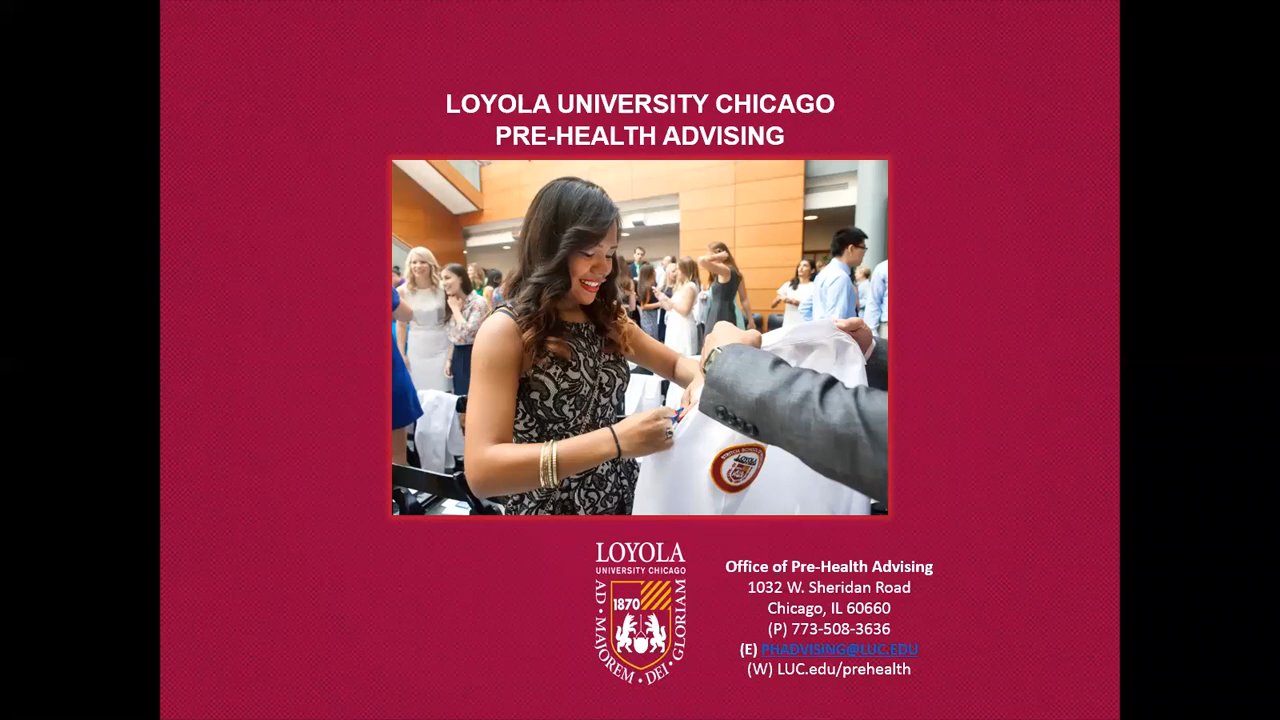 LOYOLA UNIVERSITY CHICAGO
PRE-HEALTH ADVISING
LOYOLA
UNIVERSITY CHICAGO
1870
AD • MAJOREM • DEI • GLORIAM
Office of Pre-Health Advising
1032 W. Sheridan Road
Chicago, IL 60660
(P) 773-508-3636
(E) PHADVISING@LUC.EDU
(W) LUC.edu/prehealth